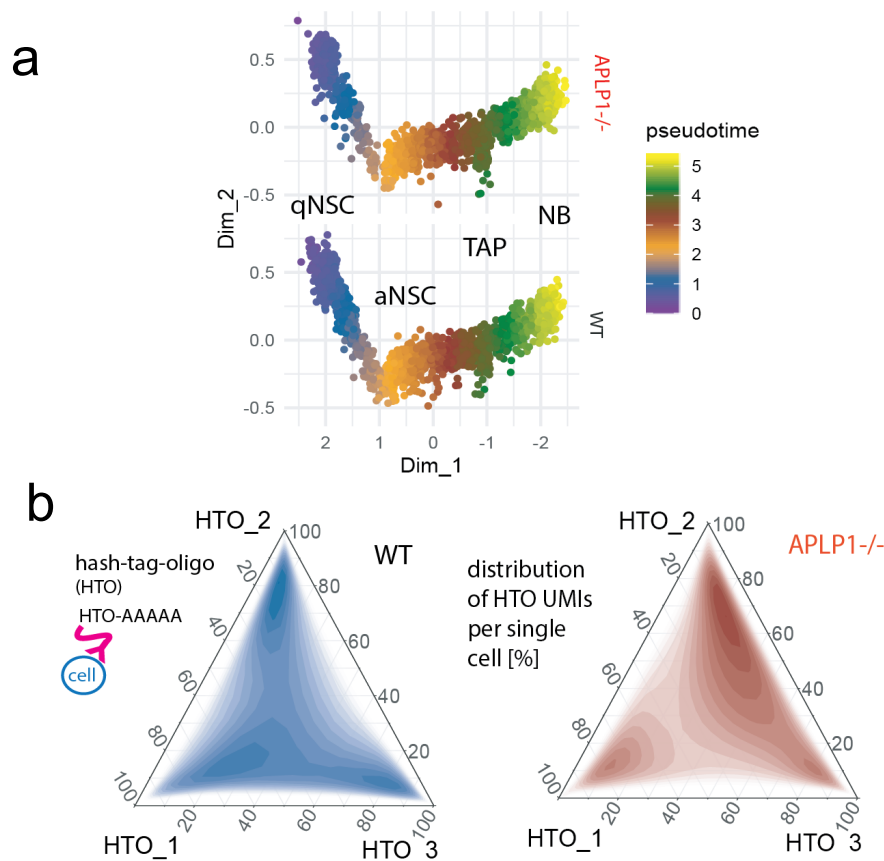 a
0.5
0.0
-0.5
APLP1-/-
qNSC
NB
TAP
aNSC
Dim_2
0.5
0.0
-0.5
WT
2 1 0 -1 -2
Dim_1
pseudotime
5
4
3
2
1
0
b
HTO_2
100
WT
hash-tag-oligo
(HTO)
HTO-AAAAA
cell
20
40
60
80
100
80
60
40
20
20
40
60
80
100
HTO_1
HTO_3
distribution
of HTO UMIs
per single
cell [%]
HTO_2
100
APLP1-/-
20
40
60
80
100
80
60
40
20
20
40
60
80
100
HTO_1
HTO 3